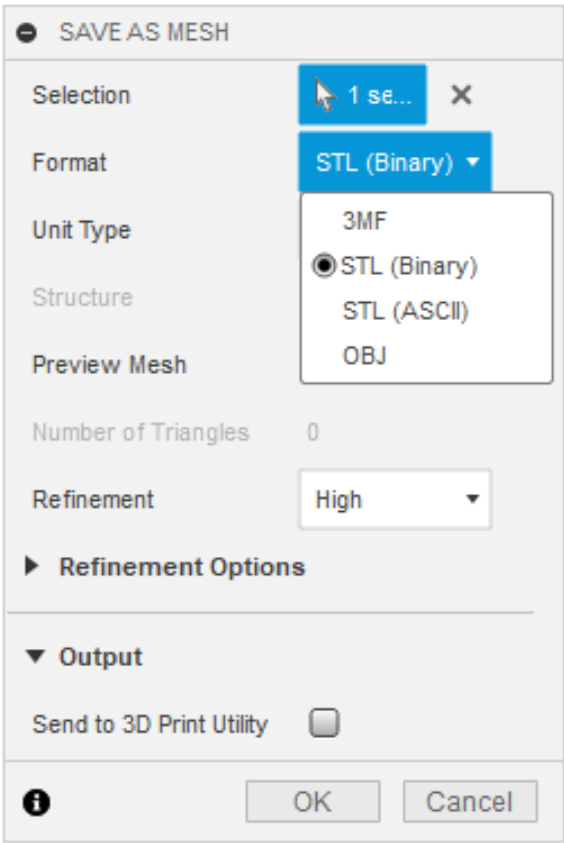 SAVE AS MESH
Selection 1 se...
Format STL (Binary)
3MF
Unit Type
STL (Binary)
Structure
STL (ASCII)
OBJ
Preview Mesh
Number of Triangles 0
Refinement High
Refinement Options
Output
Send to 3D Print Utility
OK Cancel